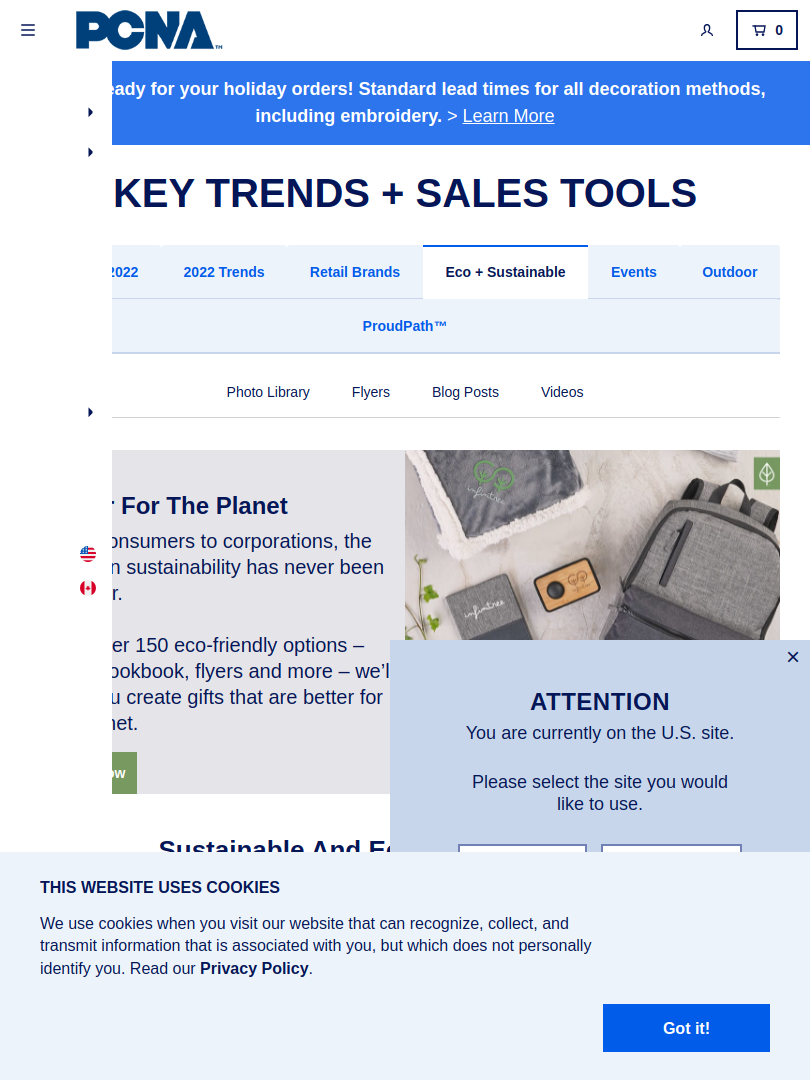 PCNA™
0
eady for your holiday orders! Standard lead times for all decoration methods,
including embroidery. > Learn More
KEY TRENDS + SALES TOOLS
2022
2022 Trends
Retail Brands
Eco + Sustainable
Events
Outdoor
ProudPath™
Photo Library
Flyers
Blog Posts
Videos
For The Planet
onsumers to corporations, the
n sustainability has never been
r.
er 150 eco-friendly options –
ookbook, flyers and more – we'l
u create gifts that are better for
net.
ow
infinitree
infinitree
infinitree
ATTENTION
You are currently on the U.S. site.
Please select the site you would
like to use.
Sustainable And Ec
THIS WEBSITE USES COOKIES
We use cookies when you visit our website that can recognize, collect, and
transmit information that is associated with you, but which does not personally
identify you. Read our Privacy Policy.
Got it!